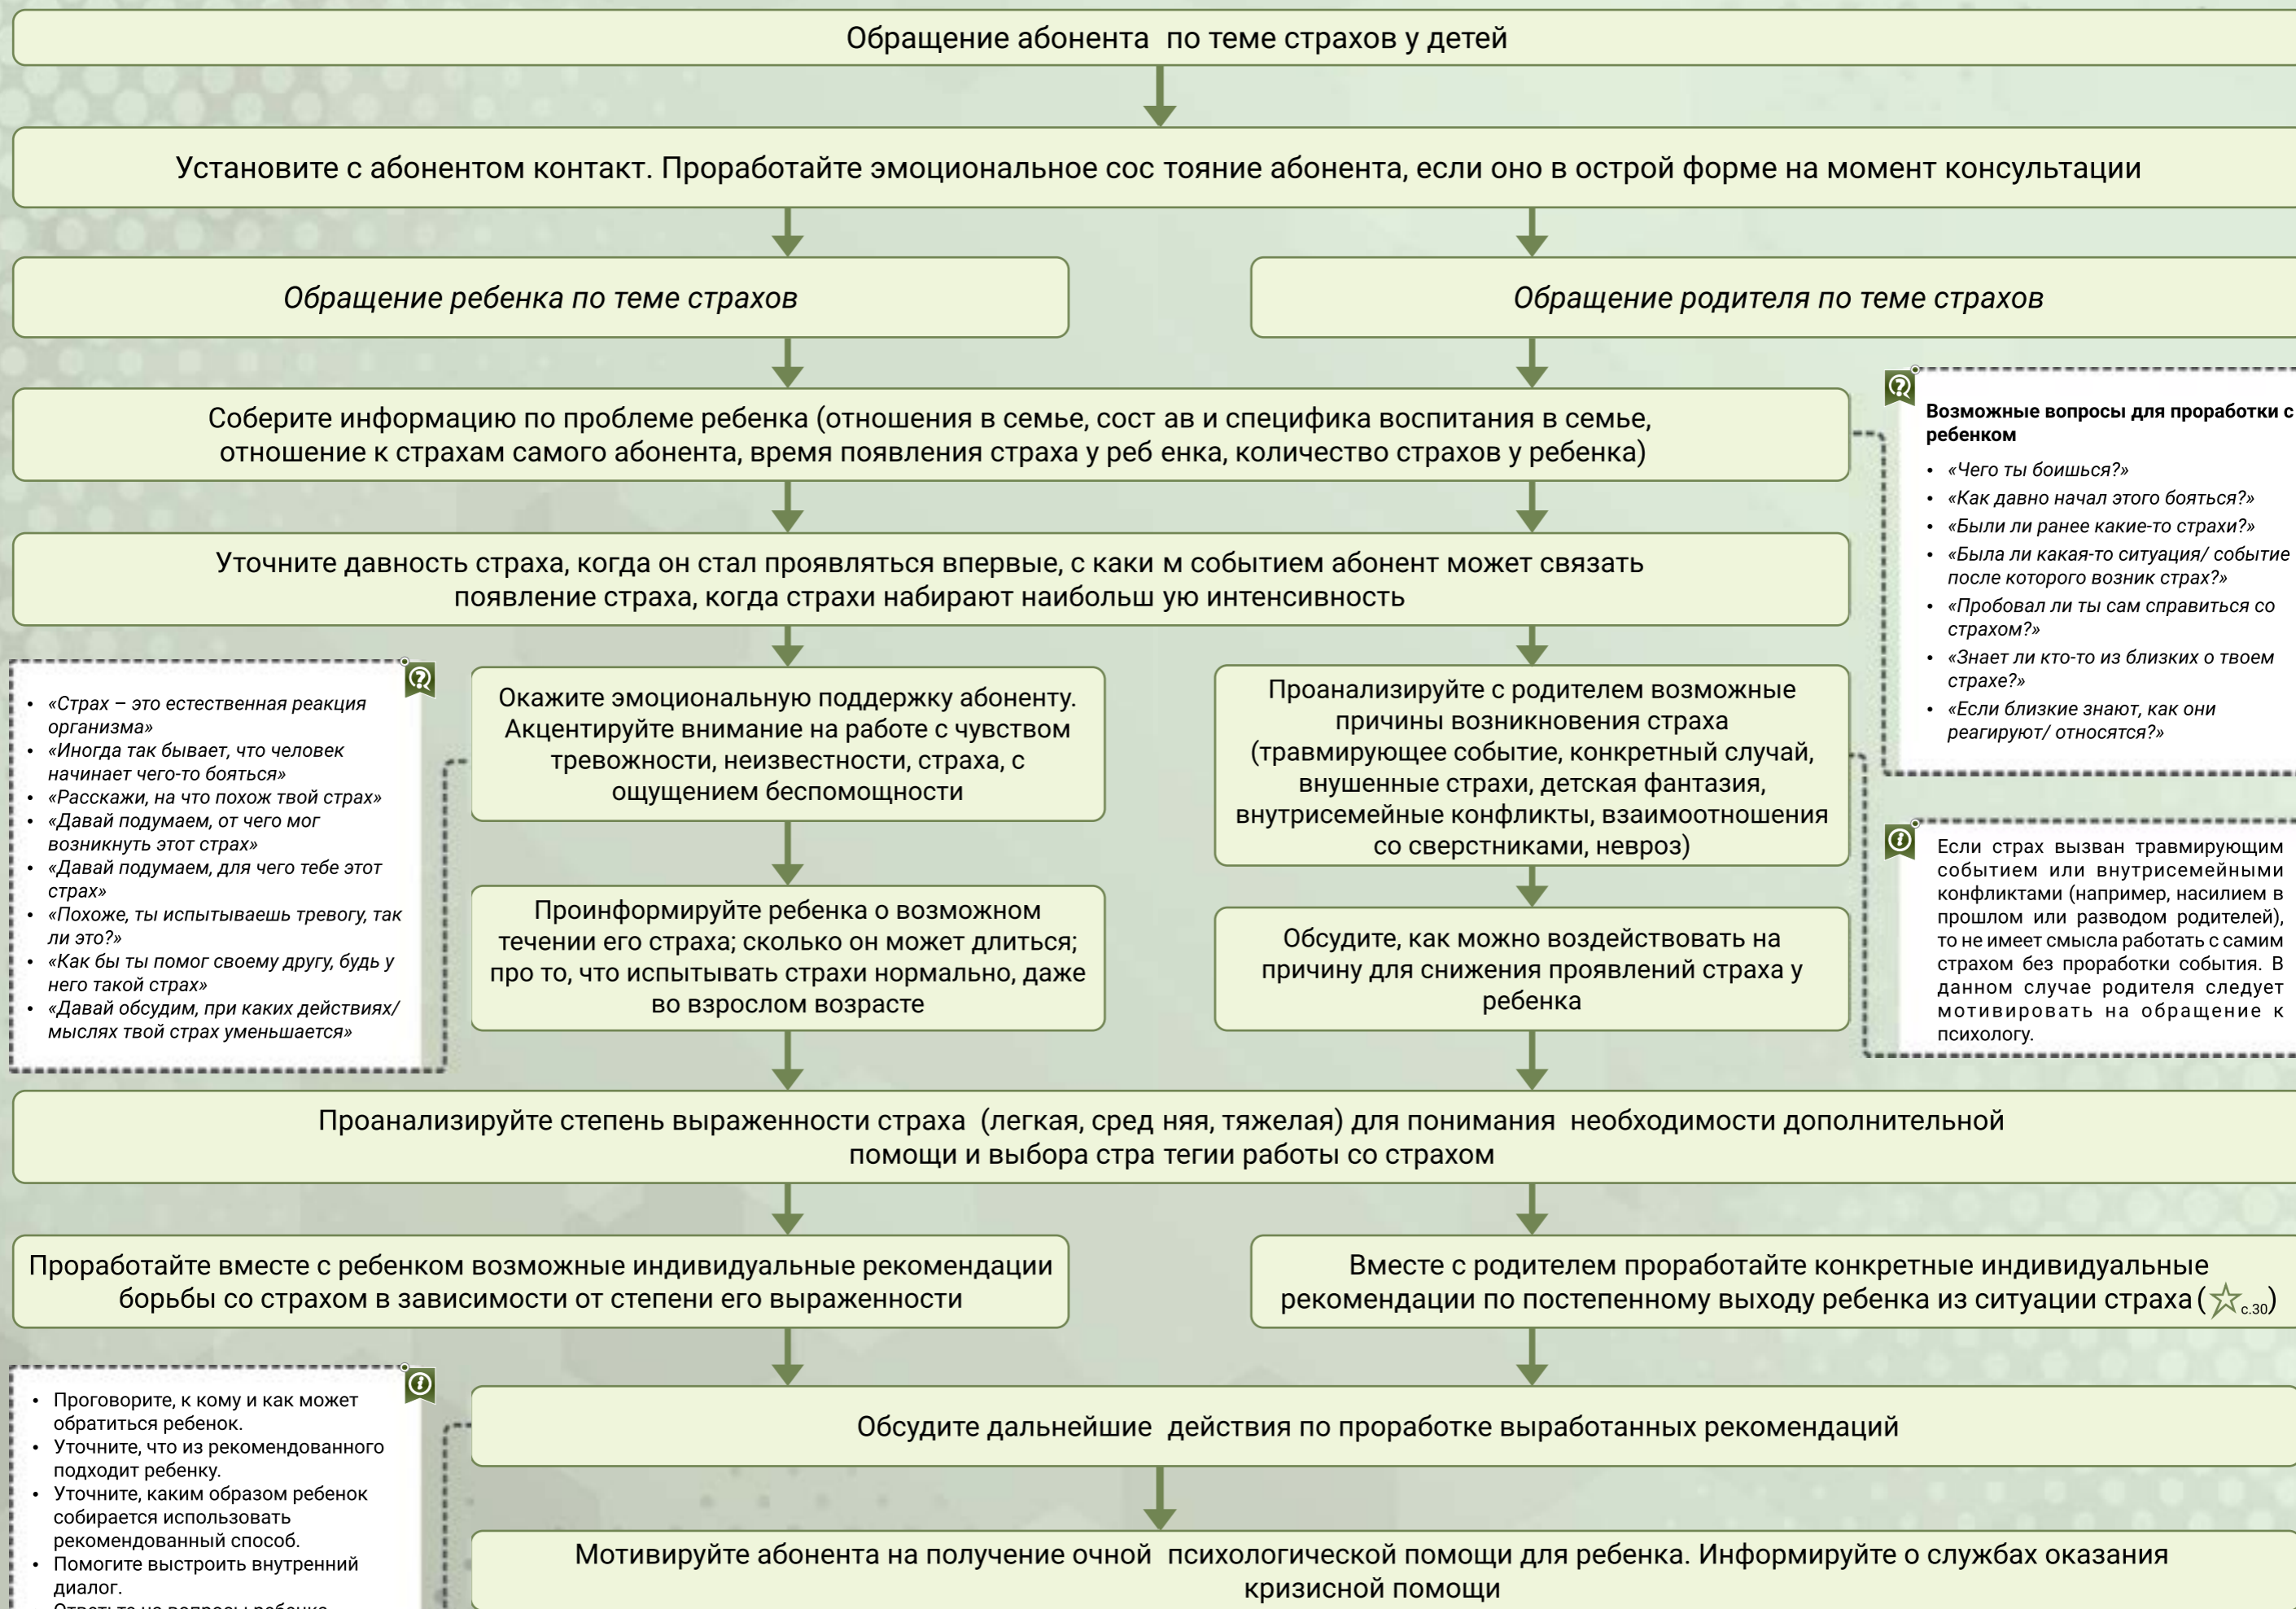 Обращение абонента по теме страхов у детей
Установите с абонентом контакт. Проработайте эмоциональное сос тояние абонента, если оно в острой форме на момент консультации
Обращение ребенка по теме страхов
Обращение родителя по теме страхов
Соберите информацию по проблеме ребенка (отношения в семье, сост ав и специфика воспитания в семье,
отношение к страхам самого абонента, время появления страха у реб енка, количество страхов у ребенка)
Возможные вопросы для проработки с
ребенком
• «Чего ты боишься?»
• «Как давно начал этого бояться?»
• «Были ли ранее какие-то страхи?»
• «Была ли какая-то ситуация/ событие
после которого возник страх?»
• «Пробовал ли ты сам справиться со
страхом?»
• «Знает ли кто-то из близких о твоем
страхе?»
• «Если близкие знают, как они
реагируют/ относятся?»
Уточните давность страха, когда он стал проявляться впервые, с каки м событием абонент может связать
появление страха, когда страхи набирают наибольш ую интенсивность
• «Страх – это естественная реакция
организма»
• «Иногда так бывает, что человек
начинает чего-то бояться»
• «Расскажи, на что похож твой страх»
• «Давай подумаем, от чего мог
возникнуть этот страх»
• «Давай подумаем, для чего тебе этот
страх»
• «Похоже, ты испытываешь тревогу, так
ли это?»
• «Как бы ты помог своему другу, будь у
него такой страх»
• «Давай обсудим, при каких действиях/
мыслях твой страх уменьшается»
Окажите эмоциональную поддержку абоненту.
Акцентируйте внимание на работе с чувством
тревожности, неизвестности, страха, с
ощущением беспомощности
Проинформируйте ребенка о возможном
течении его страха; сколько он может длиться;
про то, что испытывать страхи нормально, даже
во взрослом возрасте
Проанализируйте с родителем возможные
причины возникновения страха
(травмирующее событие, конкретный случай,
внушенные страхи, детская фантазия,
внутрисемейные конфликты, взаимоотношения
со сверстниками, невроз)
Обсудите, как можно воздействовать на
причину для снижения проявлений страха у
ребенка
Если страх вызван травмирующим
событием или внутрисемейными
конфликтами (например, насилием в
прошлом или разводом родителей),
то не имеет смысла работать с самим
страхом без проработки события. В
данном случае родителя следует
мотивировать на обращение к
психологу.
Проанализируйте степень выраженности страха (легкая, сред няя, тяжелая) для понимания необходимости дополнительной
помощи и выбора стра тегии работы со страхом
Проработайте вместе с ребенком возможные индивидуальные рекомендации
борьбы со страхом в зависимости от степени его выраженности
Вместе с родителем проработайте конкретные индивидуальные
рекомендации по постепенному выходу ребенка из ситуации страха (☆ с.30)
• Проговорите, к кому и как может
обратиться ребенок.
• Уточните, что из рекомендованного
подходит ребенку.
• Уточните, каким образом ребенок
собирается использовать
рекомендованный способ.
• Помогите выстроить внутренний
диалог.
Обсудите дальнейшие действия по проработке выработанных рекомендаций
Мотивируйте абонента на получение очной психологической помощи для ребенка. Информируйте о службах оказания
кризисной помощи